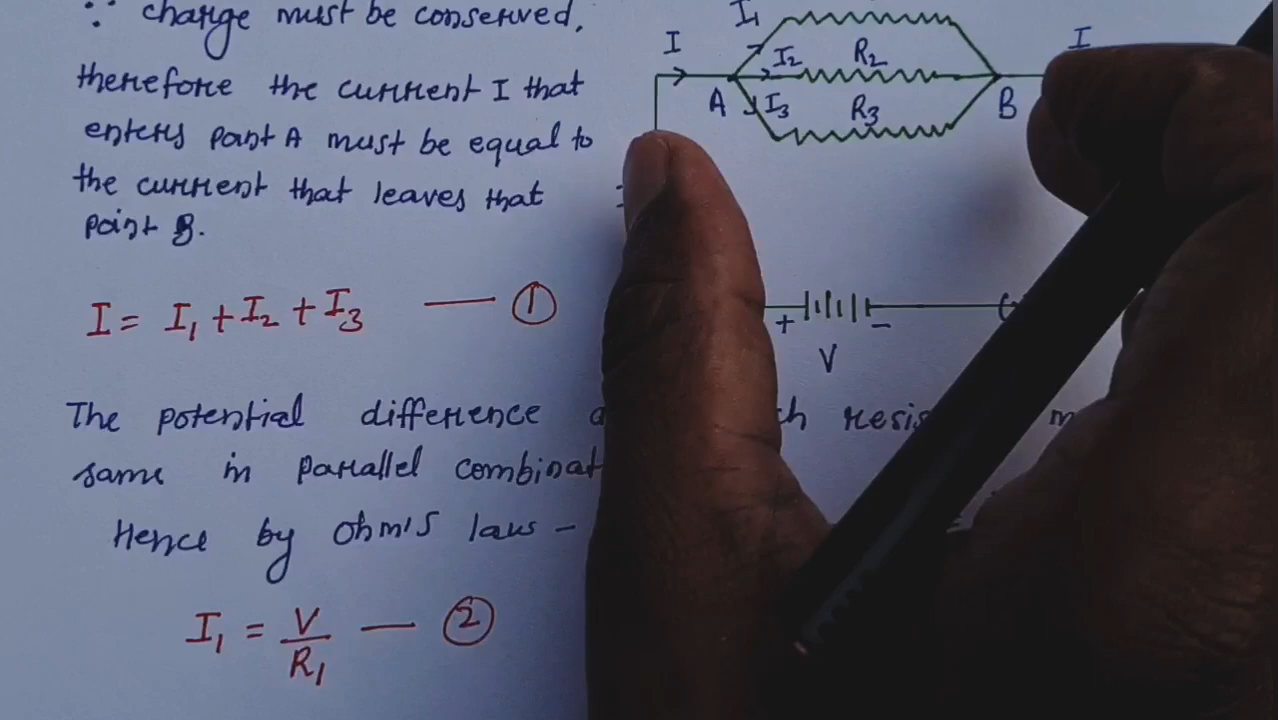 ∵ charge must be conserved,
therefore the current I that
enters point A must be equal to
the current that leaves that
point B.
I = I₁ + I₂ + I₃ — ①
The potential difference
same in parallel
Hence by ohm's law -
I₁ = V/R₁ — ②
I₁
I I₂ R₂ I
A I₃ R₃ B
+ -
V